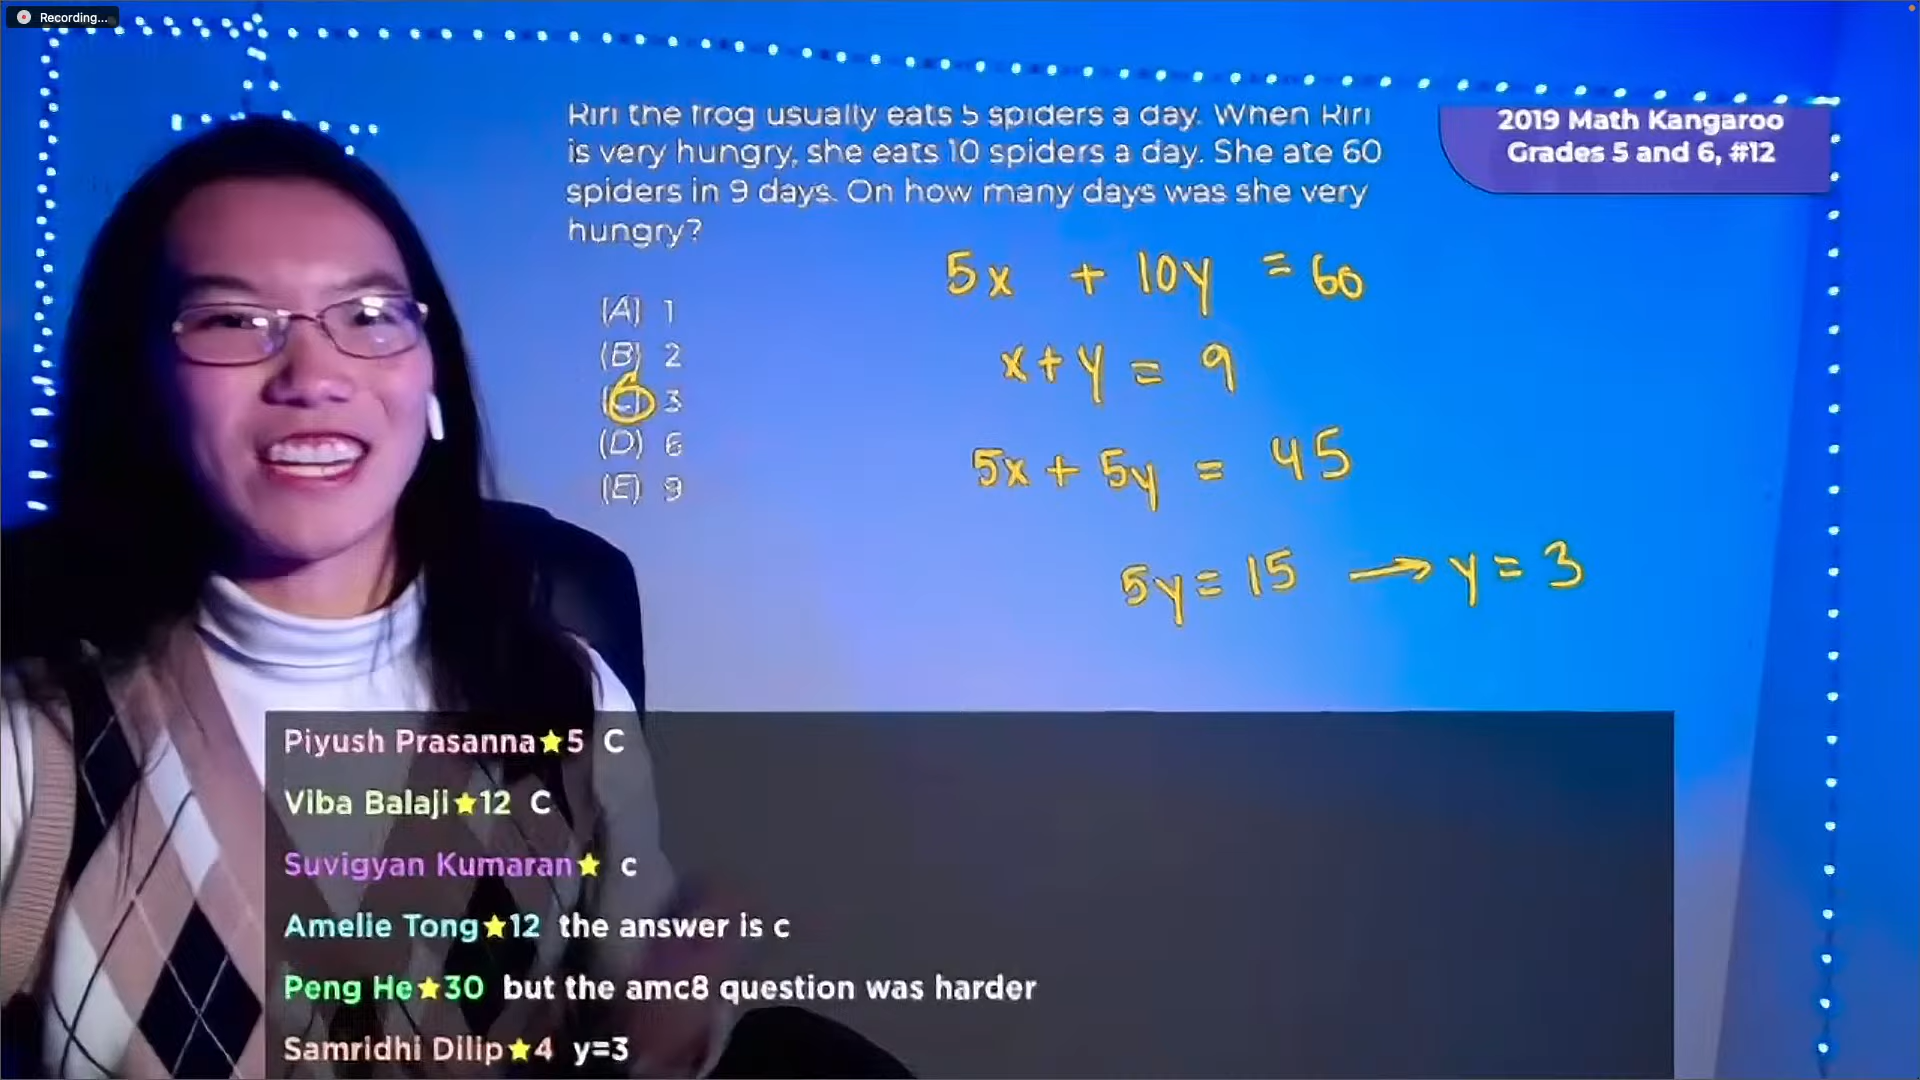 Recording...
Riri the frog usually eats 5 spiders a day. When Riri
is very hungry, she eats 10 spiders a day. She ate 60
spiders in 9 days. On how many days was she very
hungry?
2019 Math Kangaroo
Grades 5 and 6, #12
(A) 1
(B) 2
(C) 3
(D) 6
(E) 9
5x + 10y = 60
x + y = 9
5x + 5y = 45
5y = 15 → y = 3
Piyush Prasanna★5 C
Viba Balaji★12 C
Suvigyan Kumaran★ c
Amelie Tong★12 the answer is c
Peng He★30 but the amc8 question was harder
Samridhi Dilip★4 y=3